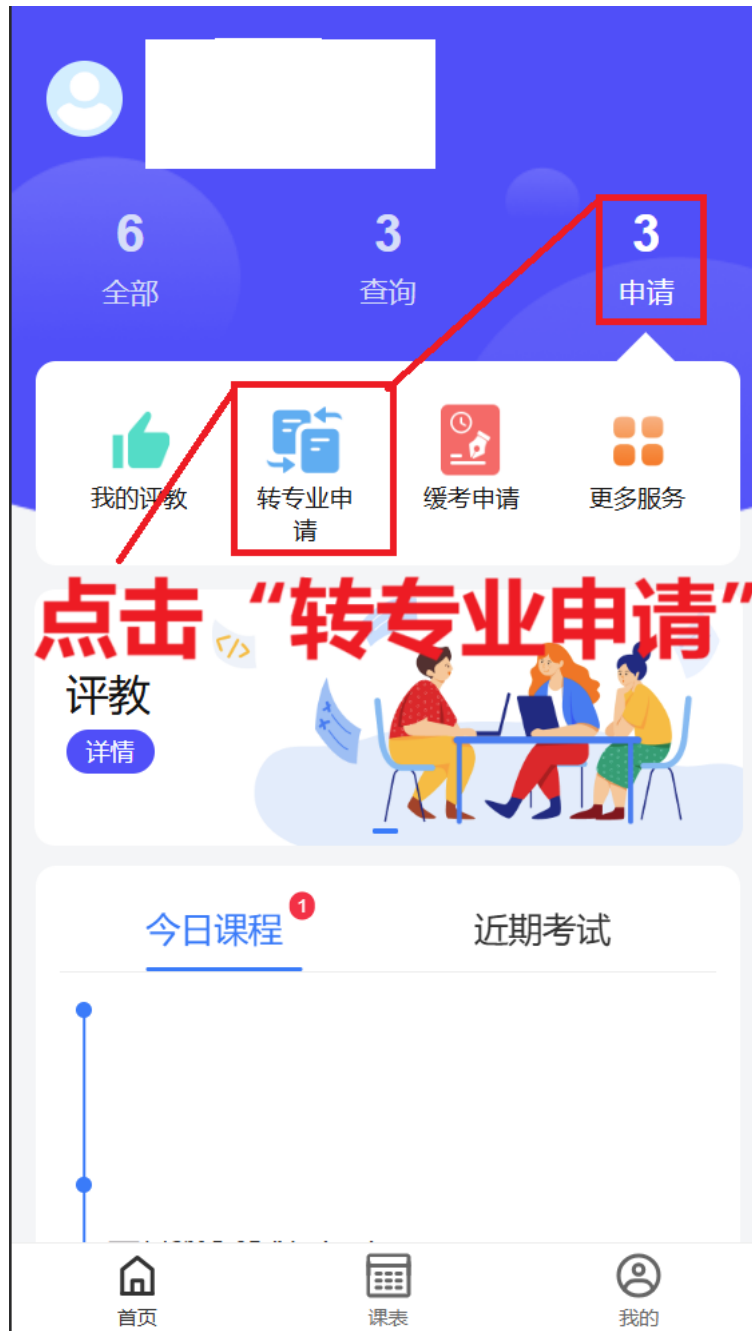 6
3
3
全部
查询
申请
我的评教
转专业申
请
缓考申请
更多服务
点击“转专业申请”
</>
评教
详情
今日课程
1
近期考试
首页
课表
我的